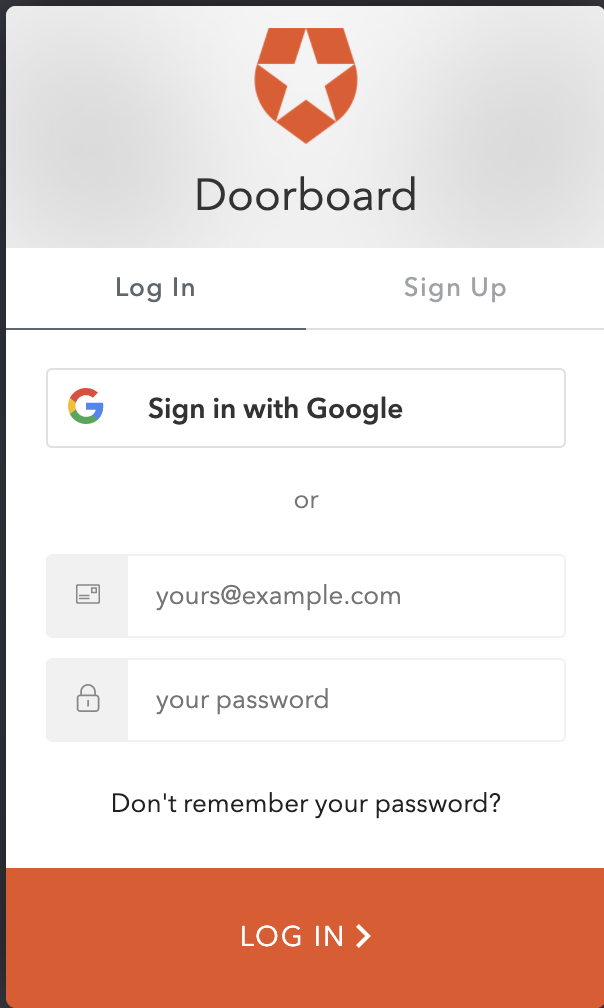 Doorboard
Log In
Sign Up
Sign in with Google
or
yours@example.com
your password
Don't remember your password?
LOG IN